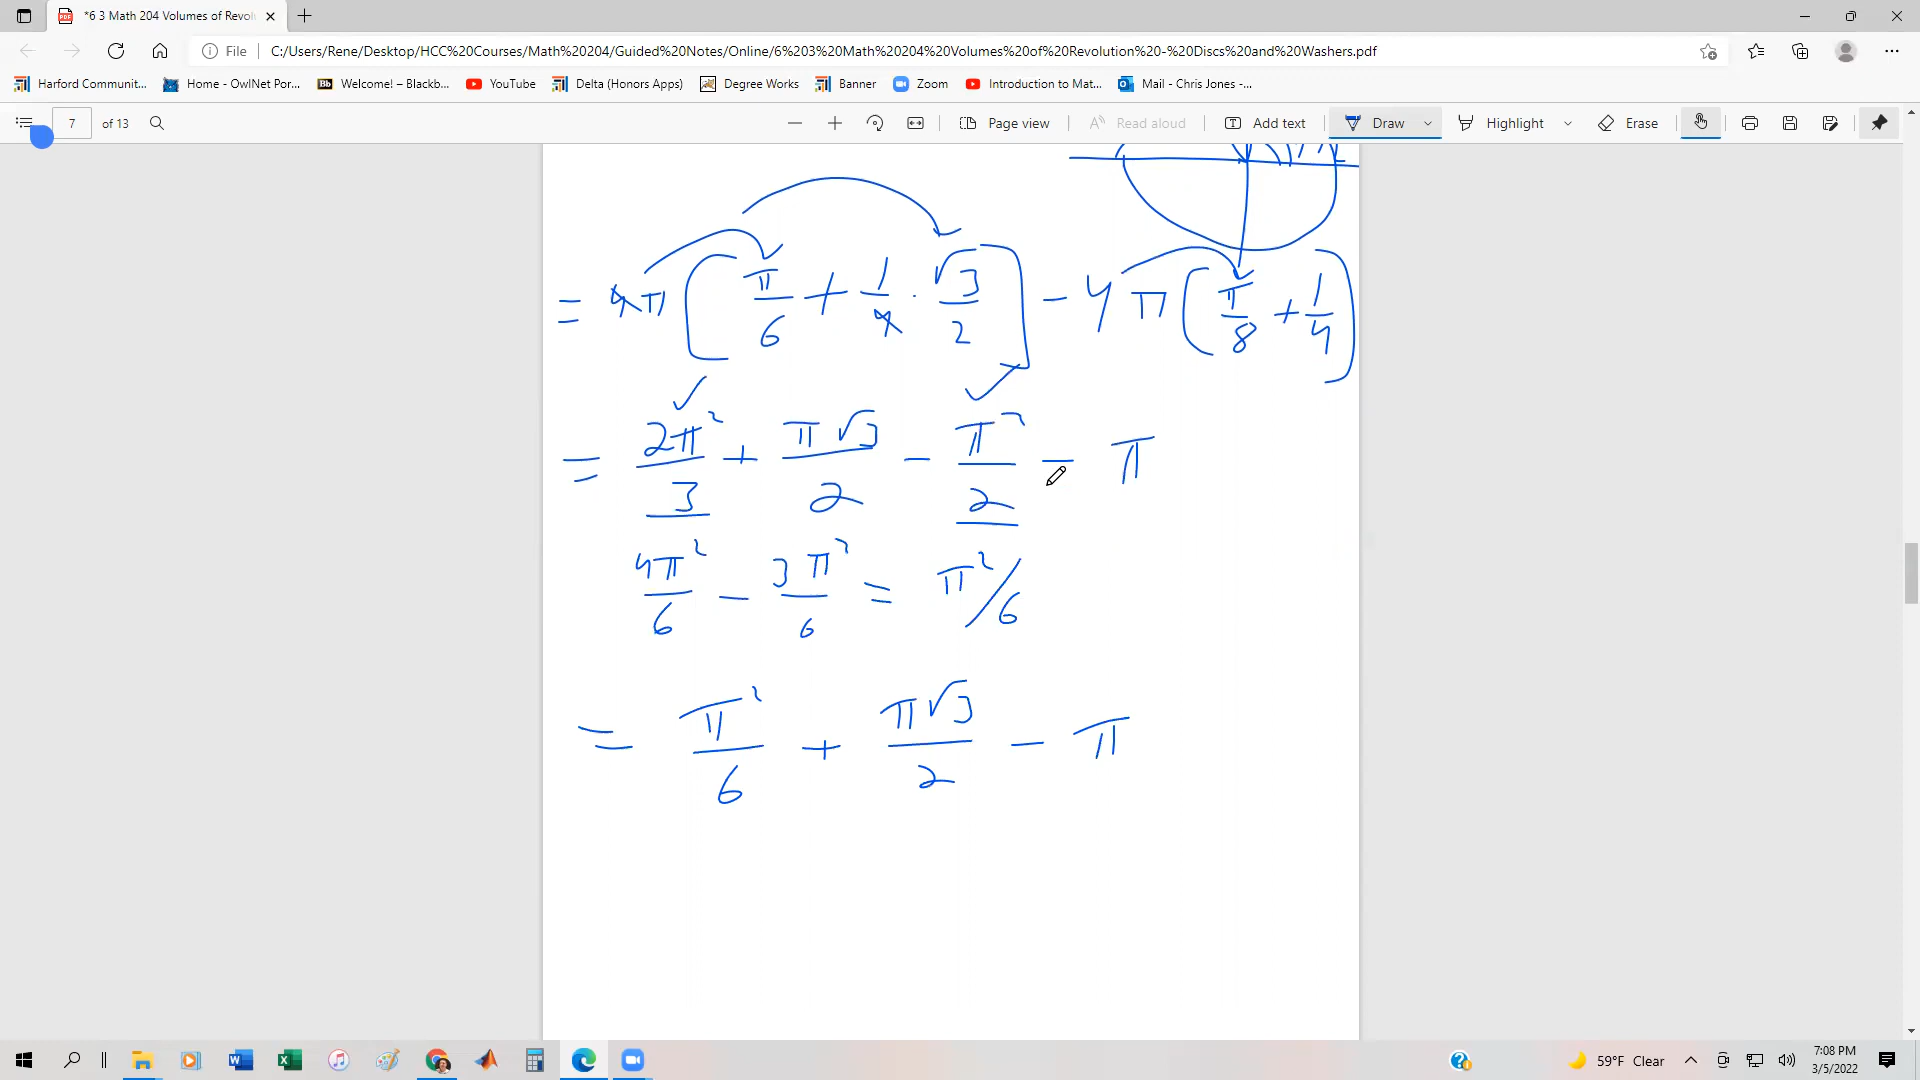 *6 3 Math 204 Volumes of Revol
File C:/Users/Rene/Desktop/HCC%20Courses/Math%20204/Guided%20Notes/Online/6%203%20Math%20204%20Volumes%20of%20Revolution%20-%20Discs%20and%20Washers.pdf
Harford Communit... Home - OwlNet Por... Bb Welcome! – Blackb... YouTube Delta (Honors Apps) Degree Works Banner Zoom Introduction to Mat... Mail - Chris Jones -...
7 of 13 Page view Read aloud Add text Draw Highlight Erase
= 4π [ π/6 + 1/4 · √3/2 ] − 4π ( π/8 + 1/4 )
= 2π²/3 + π√3/2 − π²/2 − π
4π²/6 − 3π²/6 = π²/6
= π²/6 + π√3/2 − π
59°F Clear 7:08 PM
3/5/2022